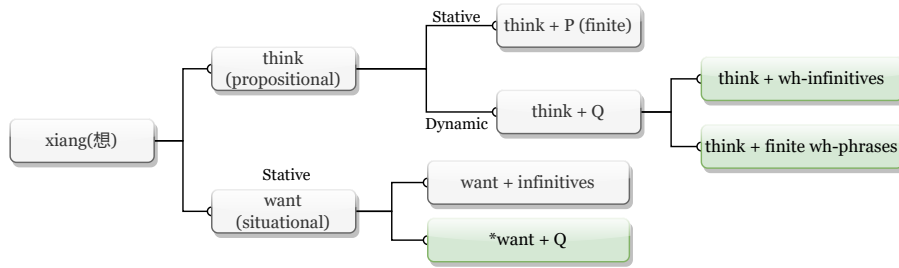 Stative
think + P (finite)
think
(propositional)
think + wh-infinitives
Dynamic
think + Q
xiang(想)
think + finite wh-phrases
Stative
want + infinitives
want
(situational)
*want + Q